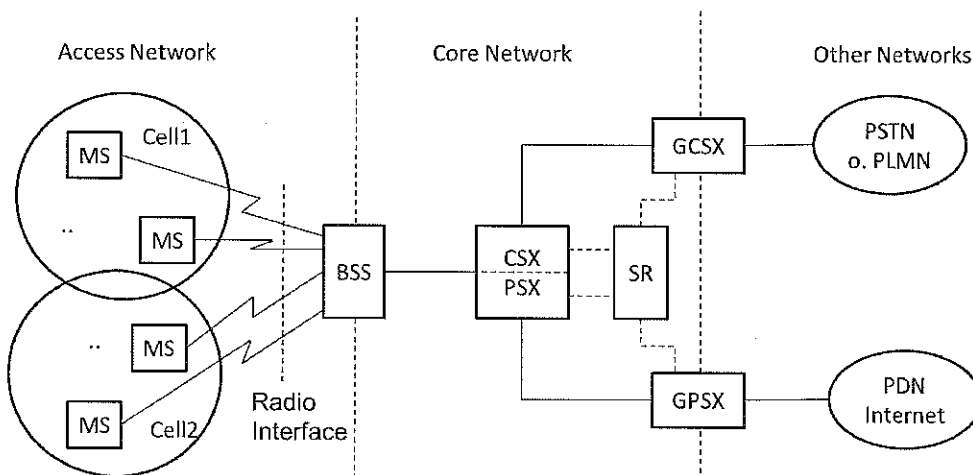 Access Network
Core Network
Other Networks
Cell1
MS
..
MS
BSS
CSX
PSX
SR
GCSX
PSTN
o. PLMN
..
MS
MS
Cell2
Radio
Interface
GPSX
PDN
Internet